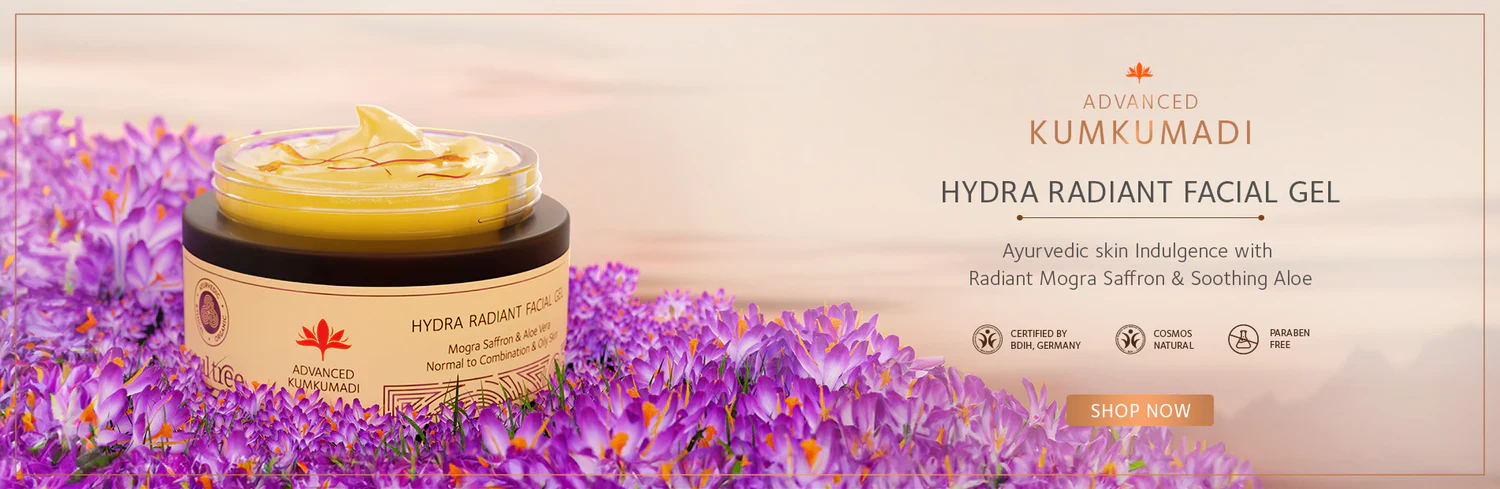 AYURVEDIC
ORGANIC
ADVANCED
KUMKUMADI
HYDRA RADIANT FACIAL GEL
Mogra Saffron & Aloe Vera
Normal to Combination & Oily Skin
ADVANCED
KUMKUMADI
HYDRA RADIANT FACIAL GEL
Ayurvedic skin Indulgence with
Radiant Mogra Saffron & Soothing Aloe
CERTIFIED BY
BDIH, GERMANY
COSMOS
NATURAL
PARABEN
FREE
SHOP NOW